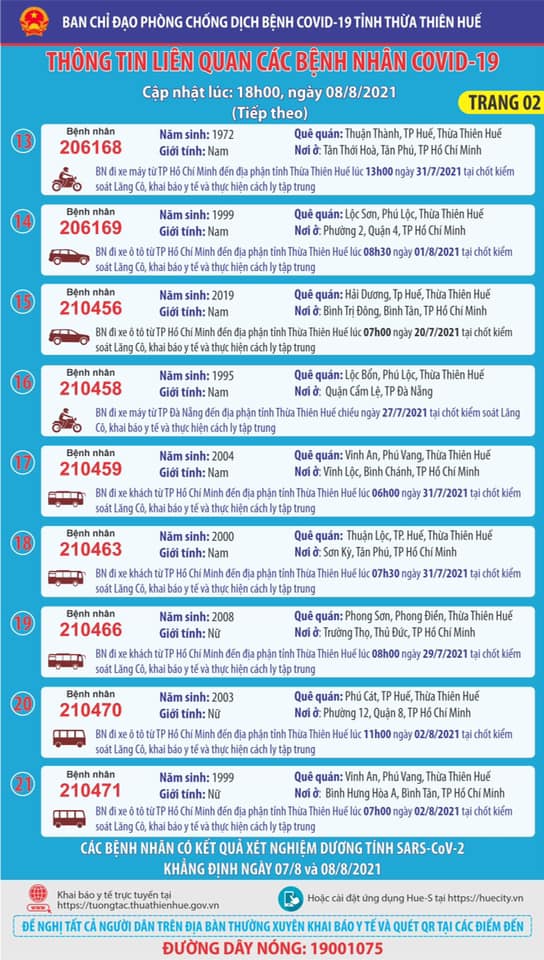 BAN CHỈ ĐẠO PHÒNG CHỐNG DỊCH BỆNH COVID-19 TỈNH THỪA THIÊN HUẾ
THÔNG TIN LIÊN QUAN CÁC BỆNH NHÂN COVID-19
Cập nhật lúc: 18h00, ngày 08/8/2021
(Tiếp theo)
TRANG 02
13
Bệnh nhân
206168
Năm sinh: 1972
Giới tính: Nam
Quê quán: Thuận Thành, TP Huế, Thừa Thiên Huế
Nơi ở: Tân Thới Hoà, Tân Phú, TP Hồ Chí Minh
BN đi xe máy từ TP Hồ Chí Minh đến địa phận tỉnh Thừa Thiên Huế lúc 13h00 ngày 31/7/2021 tại chốt kiểm
soát Lăng Cô, khai báo y tế và thực hiện cách ly tập trung
14
Bệnh nhân
206169
Năm sinh: 1999
Giới tính: Nam
Quê quán: Lộc Sơn, Phú Lộc, Thừa Thiên Huế
Nơi ở: Phường 2, Quận 4, TP Hồ Chí Minh
BN đi xe ô tô từ TP Hồ Chí Minh đến địa phận tỉnh Thừa Thiên Huế lúc 08h30 ngày 01/8/2021 tại chốt kiểm
soát Lăng Cô, khai báo y tế và thực hiện cách ly tập trung
15
Bệnh nhân
210456
Năm sinh: 2019
Giới tính: Nam
Quê quán: Hải Dương, Tp Huế, Thừa Thiên Huế
Nơi ở: Bình Trị Đông, Bình Tân, TP Hồ Chí Minh
BN đi xe ô tô từ TP Hồ Chí Minh đến địa phận tỉnh Thừa Thiên Huế lúc 07h00 ngày 20/7/2021 tại chốt kiểm
soát Lăng Cô, khai báo y tế và thực hiện cách ly tập trung
16
Bệnh nhân
210458
Năm sinh: 1995
Giới tính: Nam
Quê quán: Lộc Bổn, Phú Lộc, Thừa Thiên Huế
Nơi ở: Quận Cẩm Lệ, TP Đà Nẵng
BN đi xe máy từ TP Đà Nẵng đến địa phận tỉnh Thừa Thiên Huế chiều ngày 27/7/2021 tại chốt kiểm soát Lăng
Cô, khai báo y tế và thực hiện cách ly tập trung
17
Bệnh nhân
210459
Năm sinh: 2004
Giới tính: Nam
Quê quán: Vinh An, Phú Vang, Thừa Thiên Huế
Nơi ở: Vĩnh Lộc, Bình Chánh, TP Hồ Chí Minh
BN đi xe khách từ TP Hồ Chí Minh đến địa phận tỉnh Thừa Thiên Huế lúc 06h00 ngày 31/7/2021 tại chốt kiểm
soát Lăng Cô, khai báo y tế và thực hiện cách ly tập trung
18
Bệnh nhân
210463
Năm sinh: 2000
Giới tính: Nam
Quê quán: Thuận Lộc, TP. Huế, Thừa Thiên Huế
Nơi ở: Sơn Kỳ, Tân Phú, TP Hồ Chí Minh
BN đi xe khách từ TP Hồ Chí Minh đến địa phận tỉnh Thừa Thiên Huế lúc 07h30 ngày 31/7/2021 tại chốt kiểm
soát Lăng Cô, khai báo y tế và thực hiện cách ly tập trung
19
Bệnh nhân
210466
Năm sinh: 2008
Giới tính: Nữ
Quê quán: Phong Sơn, Phong Điền, Thừa Thiên Huế
Nơi ở: Trường Thọ, Thủ Đức, TP Hồ Chí Minh
BN đi xe khách từ TP Hồ Chí Minh đến địa phận tỉnh Thừa Thiên Huế lúc 08h00 ngày 29/7/2021 tại chốt kiểm
soát Lăng Cô, khai báo y tế và thực hiện cách ly tập trung
20
Bệnh nhân
210470
Năm sinh: 2003
Giới tính: Nữ
Quê quán: Phú Cát, TP Huế, Thừa Thiên Huế
Nơi ở: Phường 12, Quận 8, TP Hồ Chí Minh
BN đi xe ô tô từ TP Hồ Chí Minh đến địa phận tỉnh Thừa Thiên Huế lúc 11h00 ngày 02/8/2021 tại chốt kiểm
soát Lăng Cô, khai báo y tế và thực hiện cách ly tập trung
21
Bệnh nhân
210471
Năm sinh: 1999
Giới tính: Nữ
Quê quán: Vinh An, Phú Vang, Thừa Thiên Huế
Nơi ở: Bình Hưng Hòa A, Bình Tân, TP Hồ Chí Minh
BN đi xe ô tô từ TP Hồ Chí Minh đến địa phận tỉnh Thừa Thiên Huế lúc 07h00 ngày 02/8/2021 tại chốt kiểm
soát Lăng Cô, khai báo y tế và thực hiện cách ly tập trung
CÁC BỆNH NHÂN CÓ KẾT QUẢ XÉT NGHIỆM DƯƠNG TÍNH SARS-CoV-2
KHẲNG ĐỊNH NGÀY 07/8 và 08/8/2021
Khai báo y tế trực tuyến tại
https://tuongtac.thuathienhue.gov.vn
Hoặc cài đặt ứng dụng Hue-S tại https://huecity.vn
ĐỀ NGHỊ TẤT CẢ NGƯỜI DÂN TRÊN ĐỊA BÀN THƯỜNG XUYÊN KHAI BÁO Y TẾ VÀ QUÉT QR TẠI CÁC ĐIỂM ĐẾN
ĐƯỜNG DÂY NÓNG: 19001075